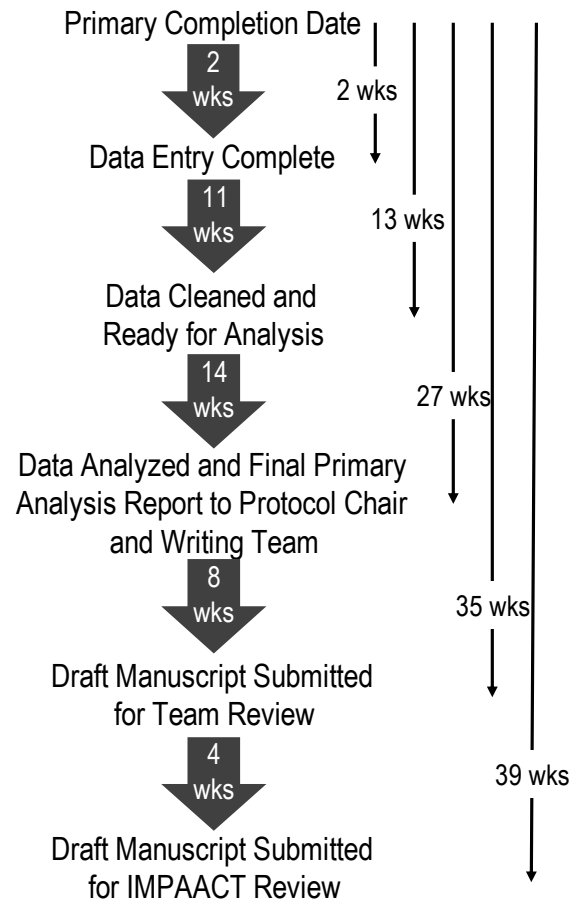 Primary Completion Date
2
wks
2 wks
Data Entry Complete
11
wks
13 wks
Data Cleaned and
Ready for Analysis
14
wks
27 wks
Data Analyzed and Final Primary
Analysis Report to Protocol Chair
and Writing Team
8
wks
35 wks
Draft Manuscript Submitted
for Team Review
4
wks
39 wks
Draft Manuscript Submitted
for IMPAACT Review